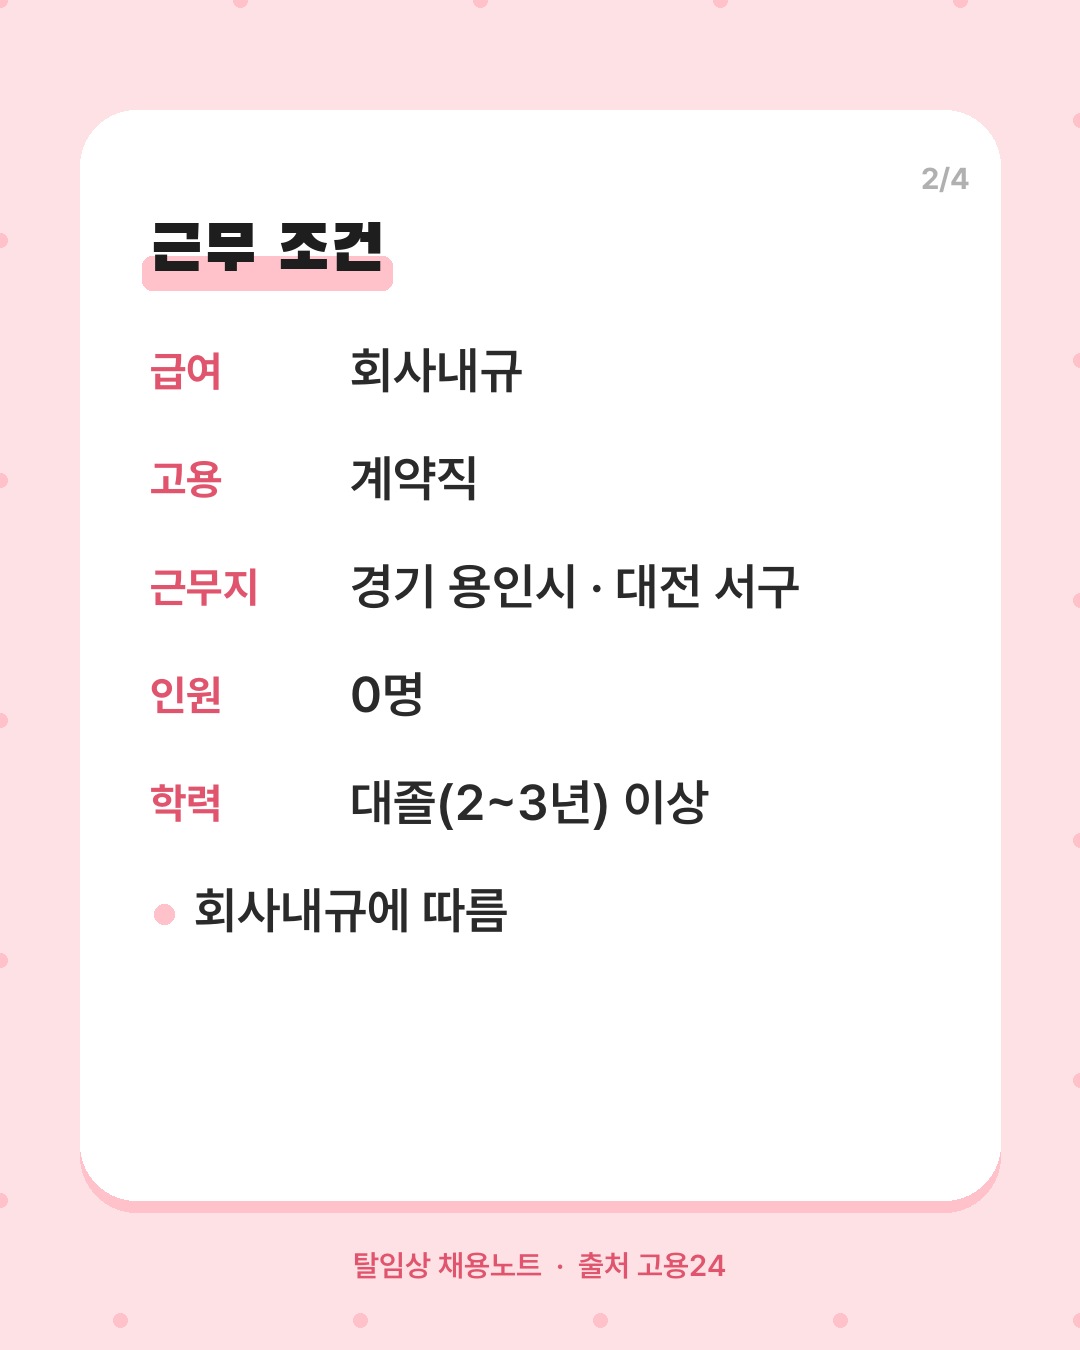 2/4
근무 조건
급여 회사내규
고용 계약직
근무지 경기 용인시 · 대전 서구
인원 0명
학력 대졸(2~3년) 이상
회사내규에 따름
탈임상 채용노트 · 출처 고용24